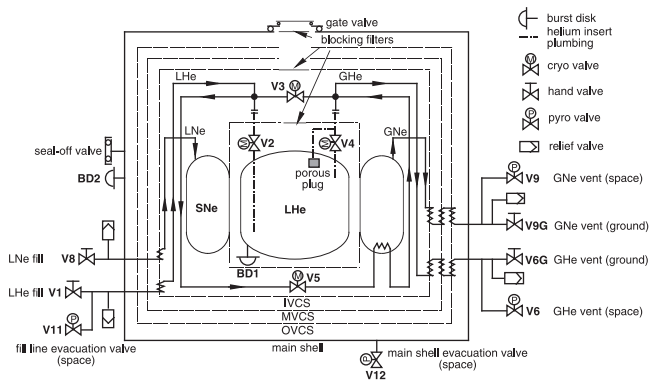 gate valve
blocking filters
burst disk
helium insert
plumbing
M
cryo valve
hand valve
P
pyro valve
relief valve
LHe
V3
M
GHe
LNe
GNe
M
V2
M
V4
porous
plug
seal-off valve
BD2
SNe
LHe
P
V9
GNe vent (space)
V9G
GNe vent (ground)
LNe fill
V8
BD1
M
V5
V6G
GHe vent (ground)
LHe fill
V1
IVCS
MVCS
OVCS
P
V6
GHe vent (space)
P
V11
fill line evacuation valve
(space)
main shell
P
V12
main shell evacuation valve
(space)